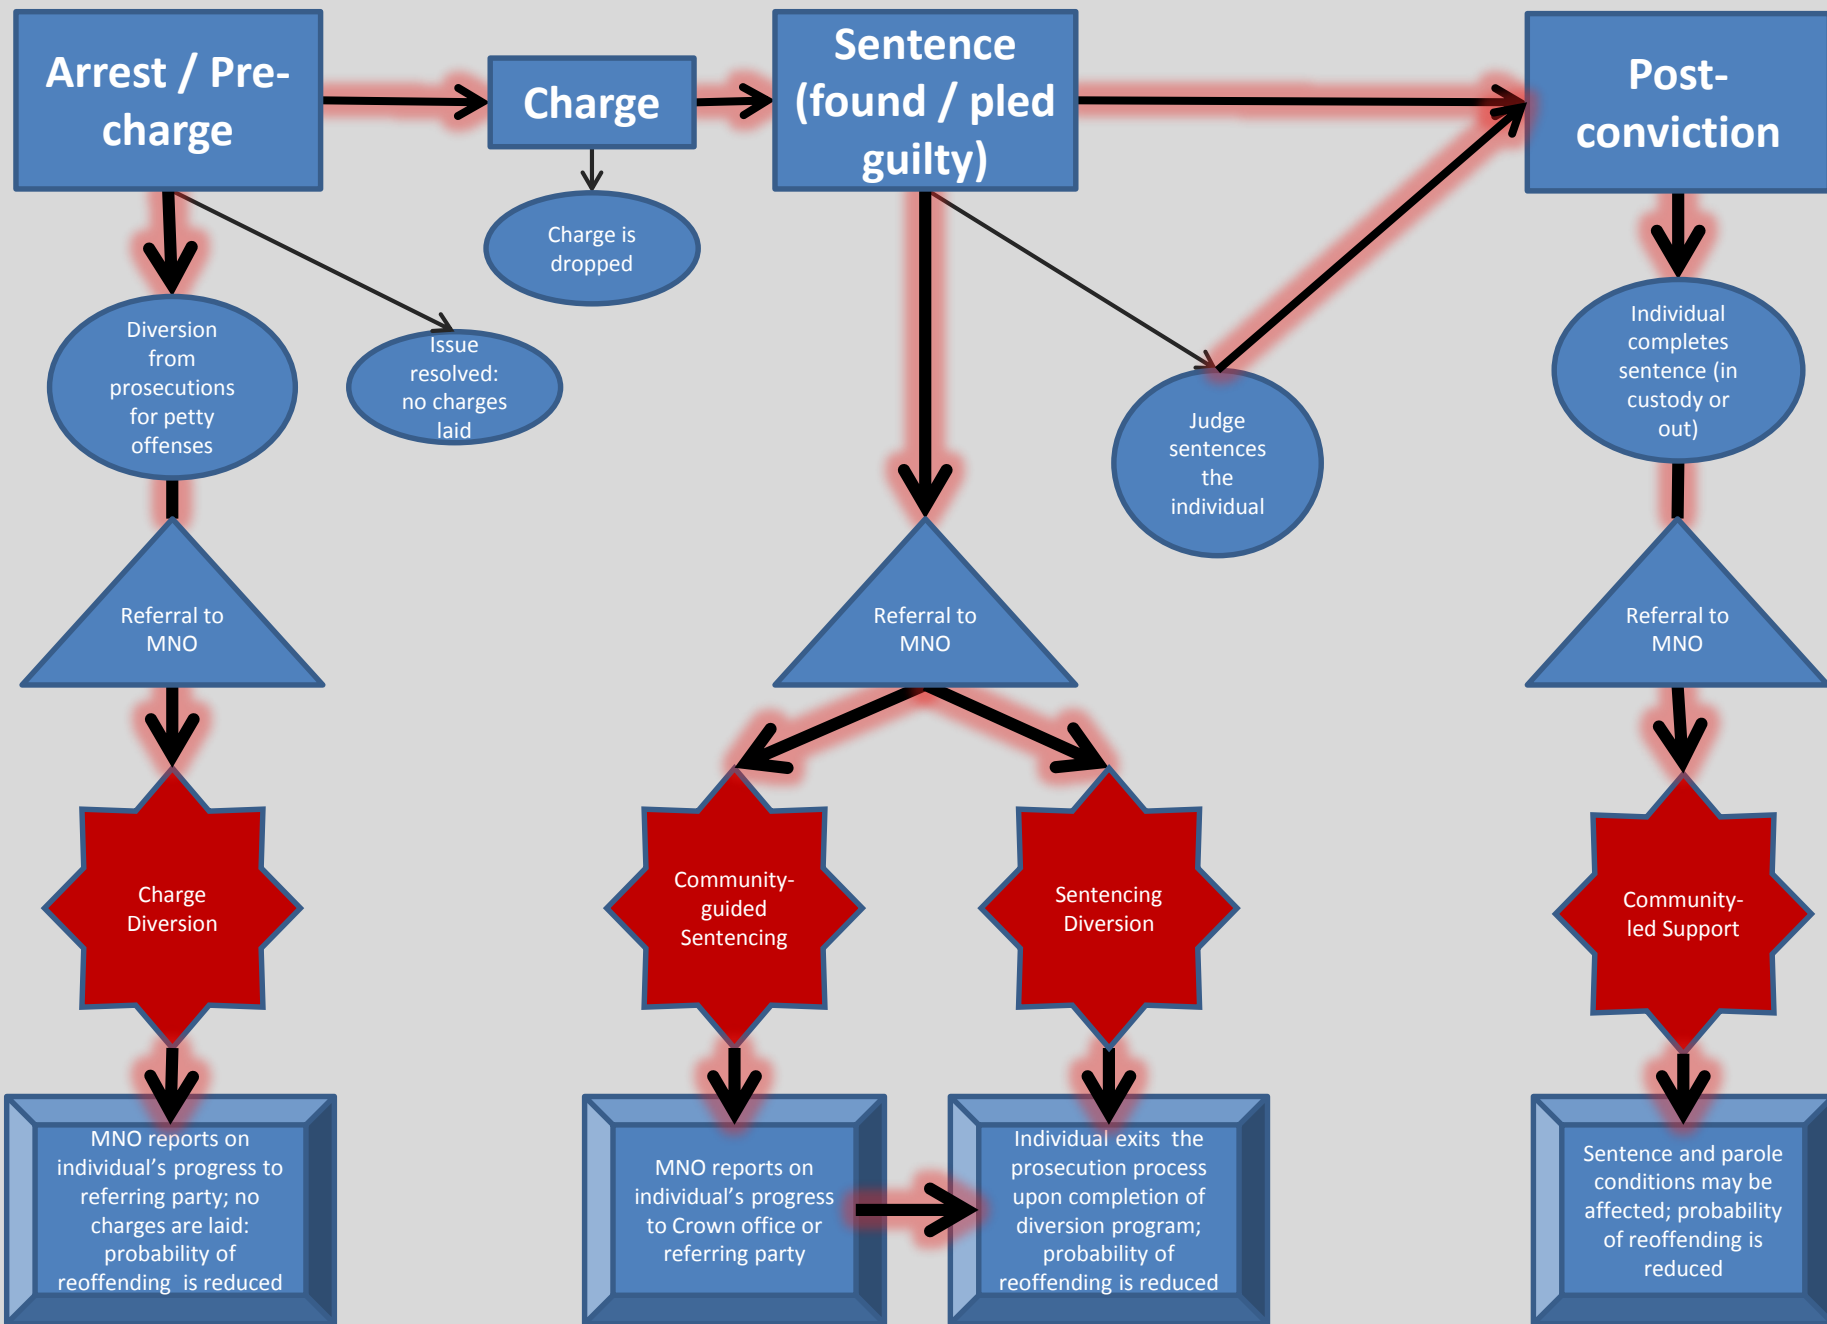 Arrest / Pre-
charge
Charge
Sentence
(found / pled
guilty)
Post-
conviction
Charge is
dropped
Diversion
from
prosecutions
for petty
offenses
Issue
resolved:
no charges
laid
Judge
sentences
the
individual
Individual
completes
sentence (in
custody or
out)
Referral to
MNO
Referral to
MNO
Referral to
MNO
Charge
Diversion
Community-
guided
Sentencing
Sentencing
Diversion
Community-
led Support
MNO reports on
individual’s progress to
referring party; no
charges are laid:
probability of
reoffending is reduced
MNO reports on
individual’s progress
to Crown office or
referring party
Individual exits the
prosecution process
upon completion of
diversion program;
probability of
reoffending is reduced
Sentence and parole
conditions may be
affected; probability
of reoffending is
reduced